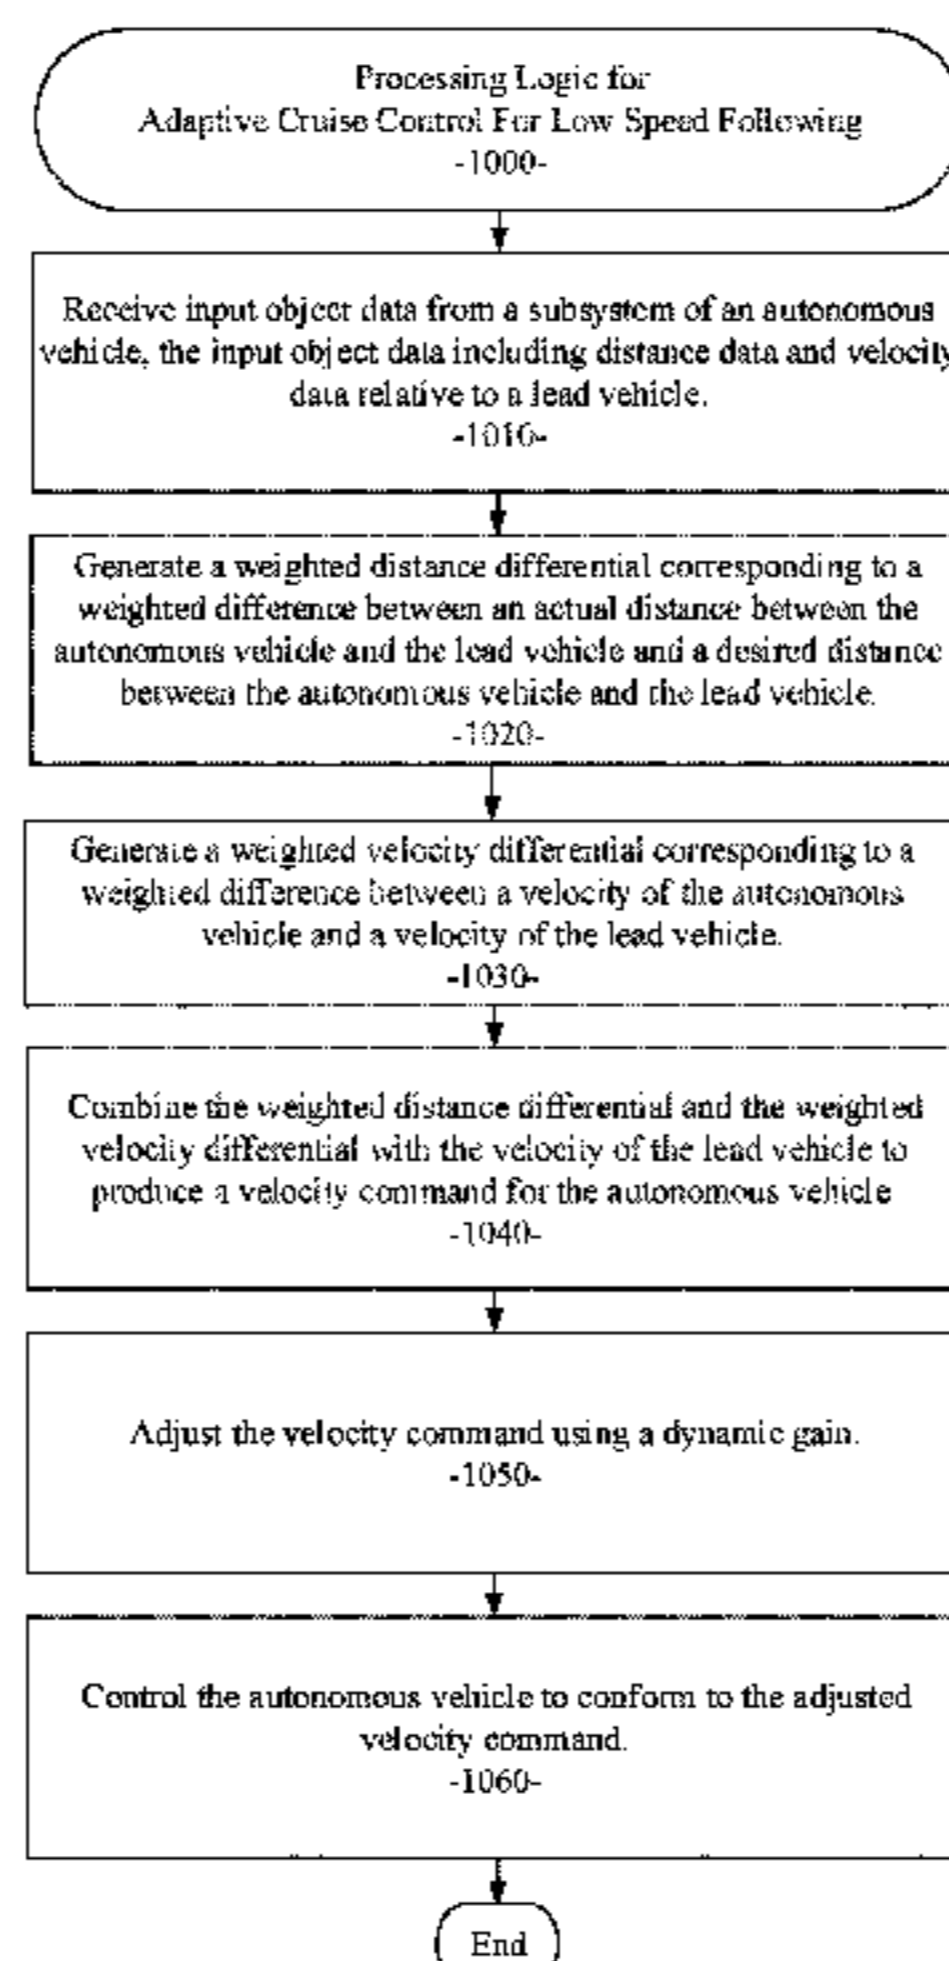 Processing Logic for
Adaptive Cruise Control For Low Speed Following
-1000-
Receive input object data from a subsystem of an autonomous
vehicle, the input object data including distance data and velocity
data relative to a lead vehicle.
-1010-
Generate a weighted distance differential corresponding to a
weighted difference between an actual distance between the
autonomous vehicle and the lead vehicle and a desired distance
between the autonomous vehicle and the lead vehicle.
-1020-
Generate a weighted velocity differential corresponding to a
weighted difference between a velocity of the autonomous
vehicle and a velocity of the lead vehicle.
-1030-
Combine the weighted distance differential and the weighted
velocity differential with the velocity of the lead vehicle to
produce a velocity command for the autonomous vehicle
-1040-
Adjust the velocity command using a dynamic gain.
-1050-
Control the autonomous vehicle to conform to the adjusted
velocity command.
-1060-
End